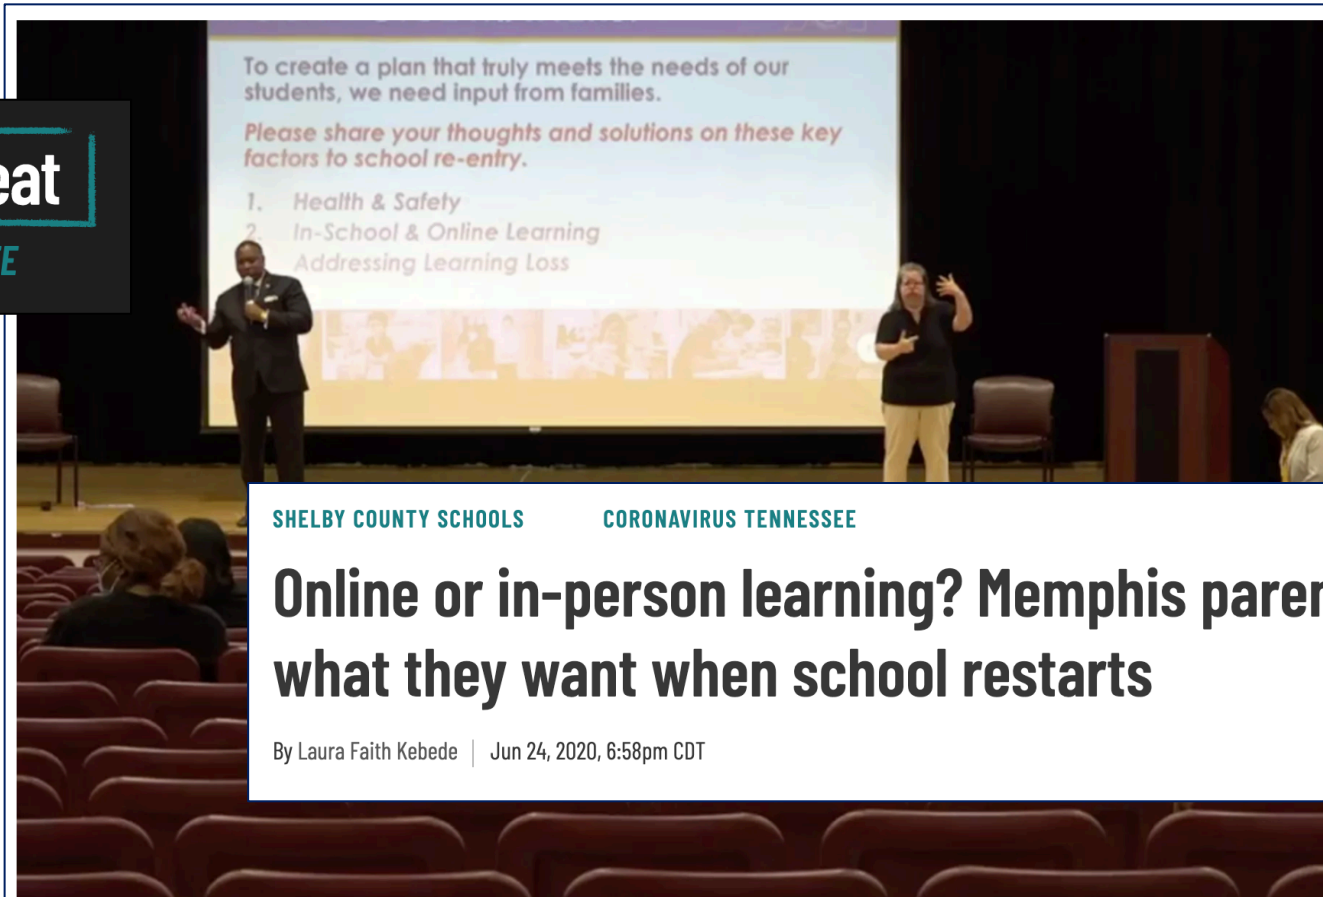 To create a plan that truly meets the needs of our
students, we need input from families.
Please share your thoughts and solutions on these key
factors to school re-entry.
1. Health & Safety
2. In-School & Online Learning
Addressing Learning Loss
eat
E
SHELBY COUNTY SCHOOLS CORONAVIRUS TENNESSEE
Online or in-person learning? Memphis paren
what they want when school restarts
By Laura Faith Kebede | Jun 24, 2020, 6:58pm CDT